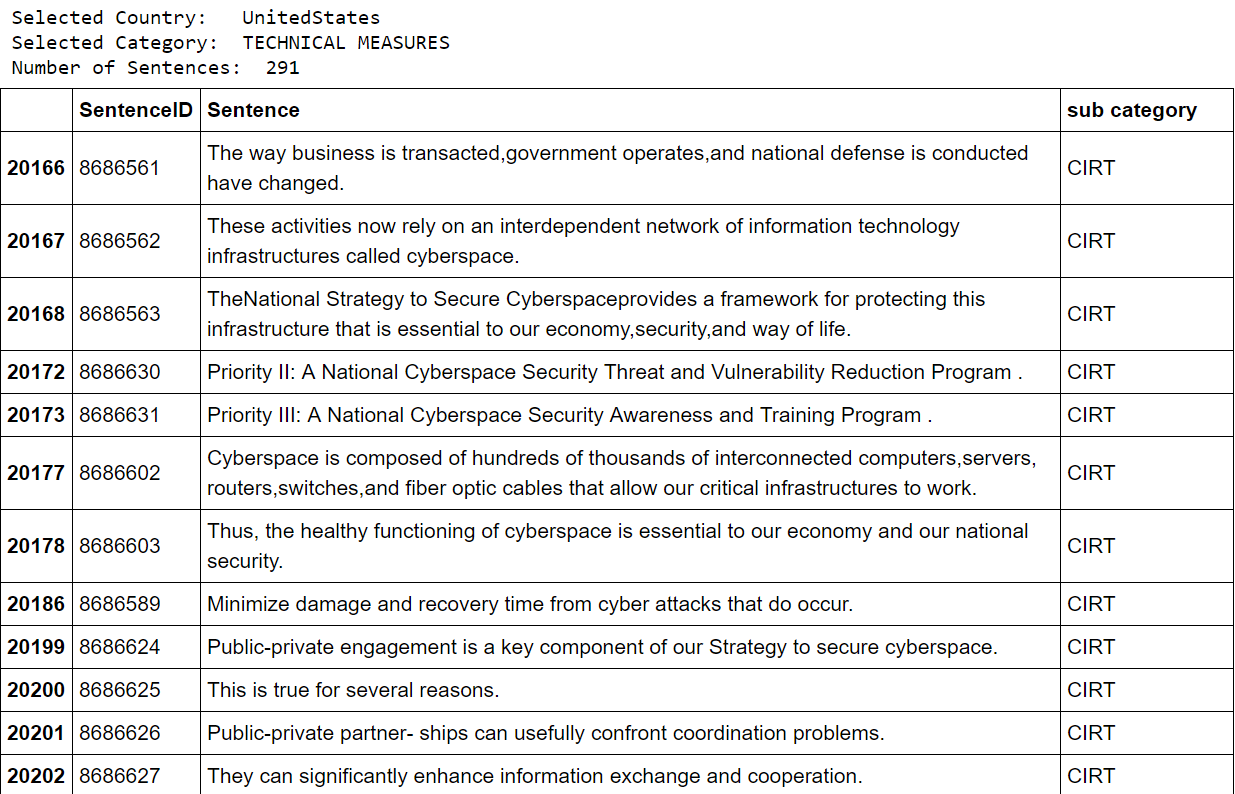 Selected Country:   UnitedStates
Selected Category:  TECHNICAL MEASURES
Number of Sentences:  291
SentenceID Sentence sub category
20166 8686561 The way business is transacted,government operates,and national defense is conducted
have changed. CIRT
20167 8686562 These activities now rely on an interdependent network of information technology
infrastructures called cyberspace. CIRT
20168 8686563 TheNational Strategy to Secure Cyberspaceprovides a framework for protecting this
infrastructure that is essential to our economy,security,and way of life. CIRT
20172 8686630 Priority II: A National Cyberspace Security Threat and Vulnerability Reduction Program . CIRT
20173 8686631 Priority III: A National Cyberspace Security Awareness and Training Program . CIRT
20177 8686602 Cyberspace is composed of hundreds of thousands of interconnected computers,servers,
routers,switches,and fiber optic cables that allow our critical infrastructures to work. CIRT
20178 8686603 Thus, the healthy functioning of cyberspace is essential to our economy and our national
security. CIRT
20186 8686589 Minimize damage and recovery time from cyber attacks that do occur. CIRT
20199 8686624 Public-private engagement is a key component of our Strategy to secure cyberspace. CIRT
20200 8686625 This is true for several reasons. CIRT
20201 8686626 Public-private partner- ships can usefully confront coordination problems. CIRT
20202 8686627 They can significantly enhance information exchange and cooperation. CIRT